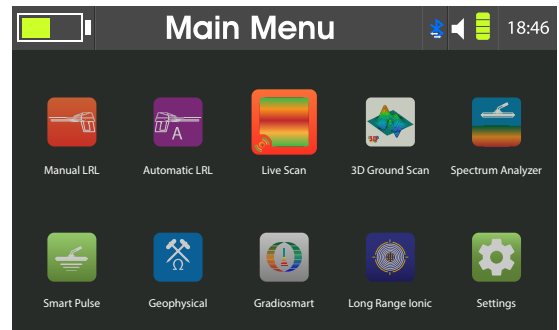 Main Menu
18:46
A
Manual LRL
Automatic LRL
Live Scan
3D Ground Scan
Spectrum Analyzer
Ω
Smart Pulse
Geophysical
Gradiosmart
Long Range Ionic
Settings